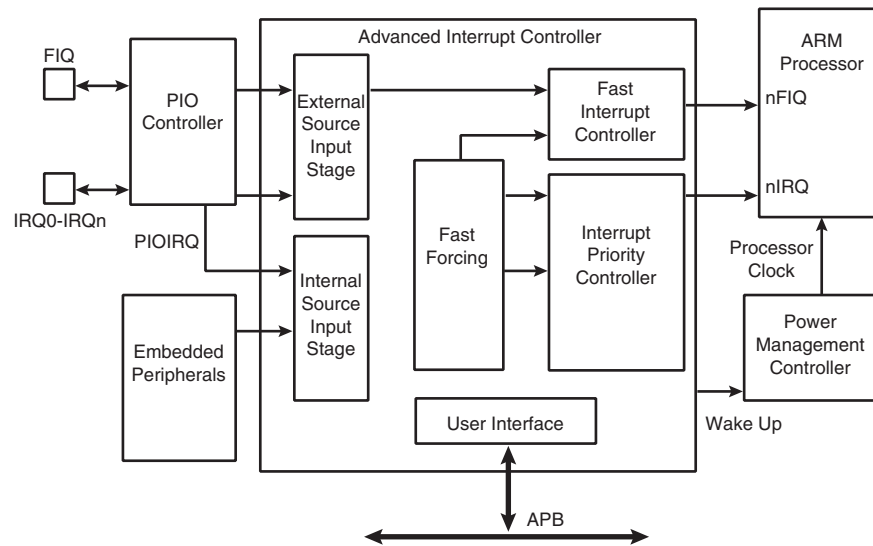 Advanced Interrupt Controller
FIQ
PIO
Controller
IRQ0-IRQn
PIOIRQ
Embedded
Peripherals
External
Source
Input
Stage
Internal
Source
Input
Stage
Fast
Forcing
Fast
Interrupt
Controller
Interrupt
Priority
Controller
User Interface
APB
ARM
Processor
nFIQ
nIRQ
Processor
Clock
Power
Management
Controller
Wake Up